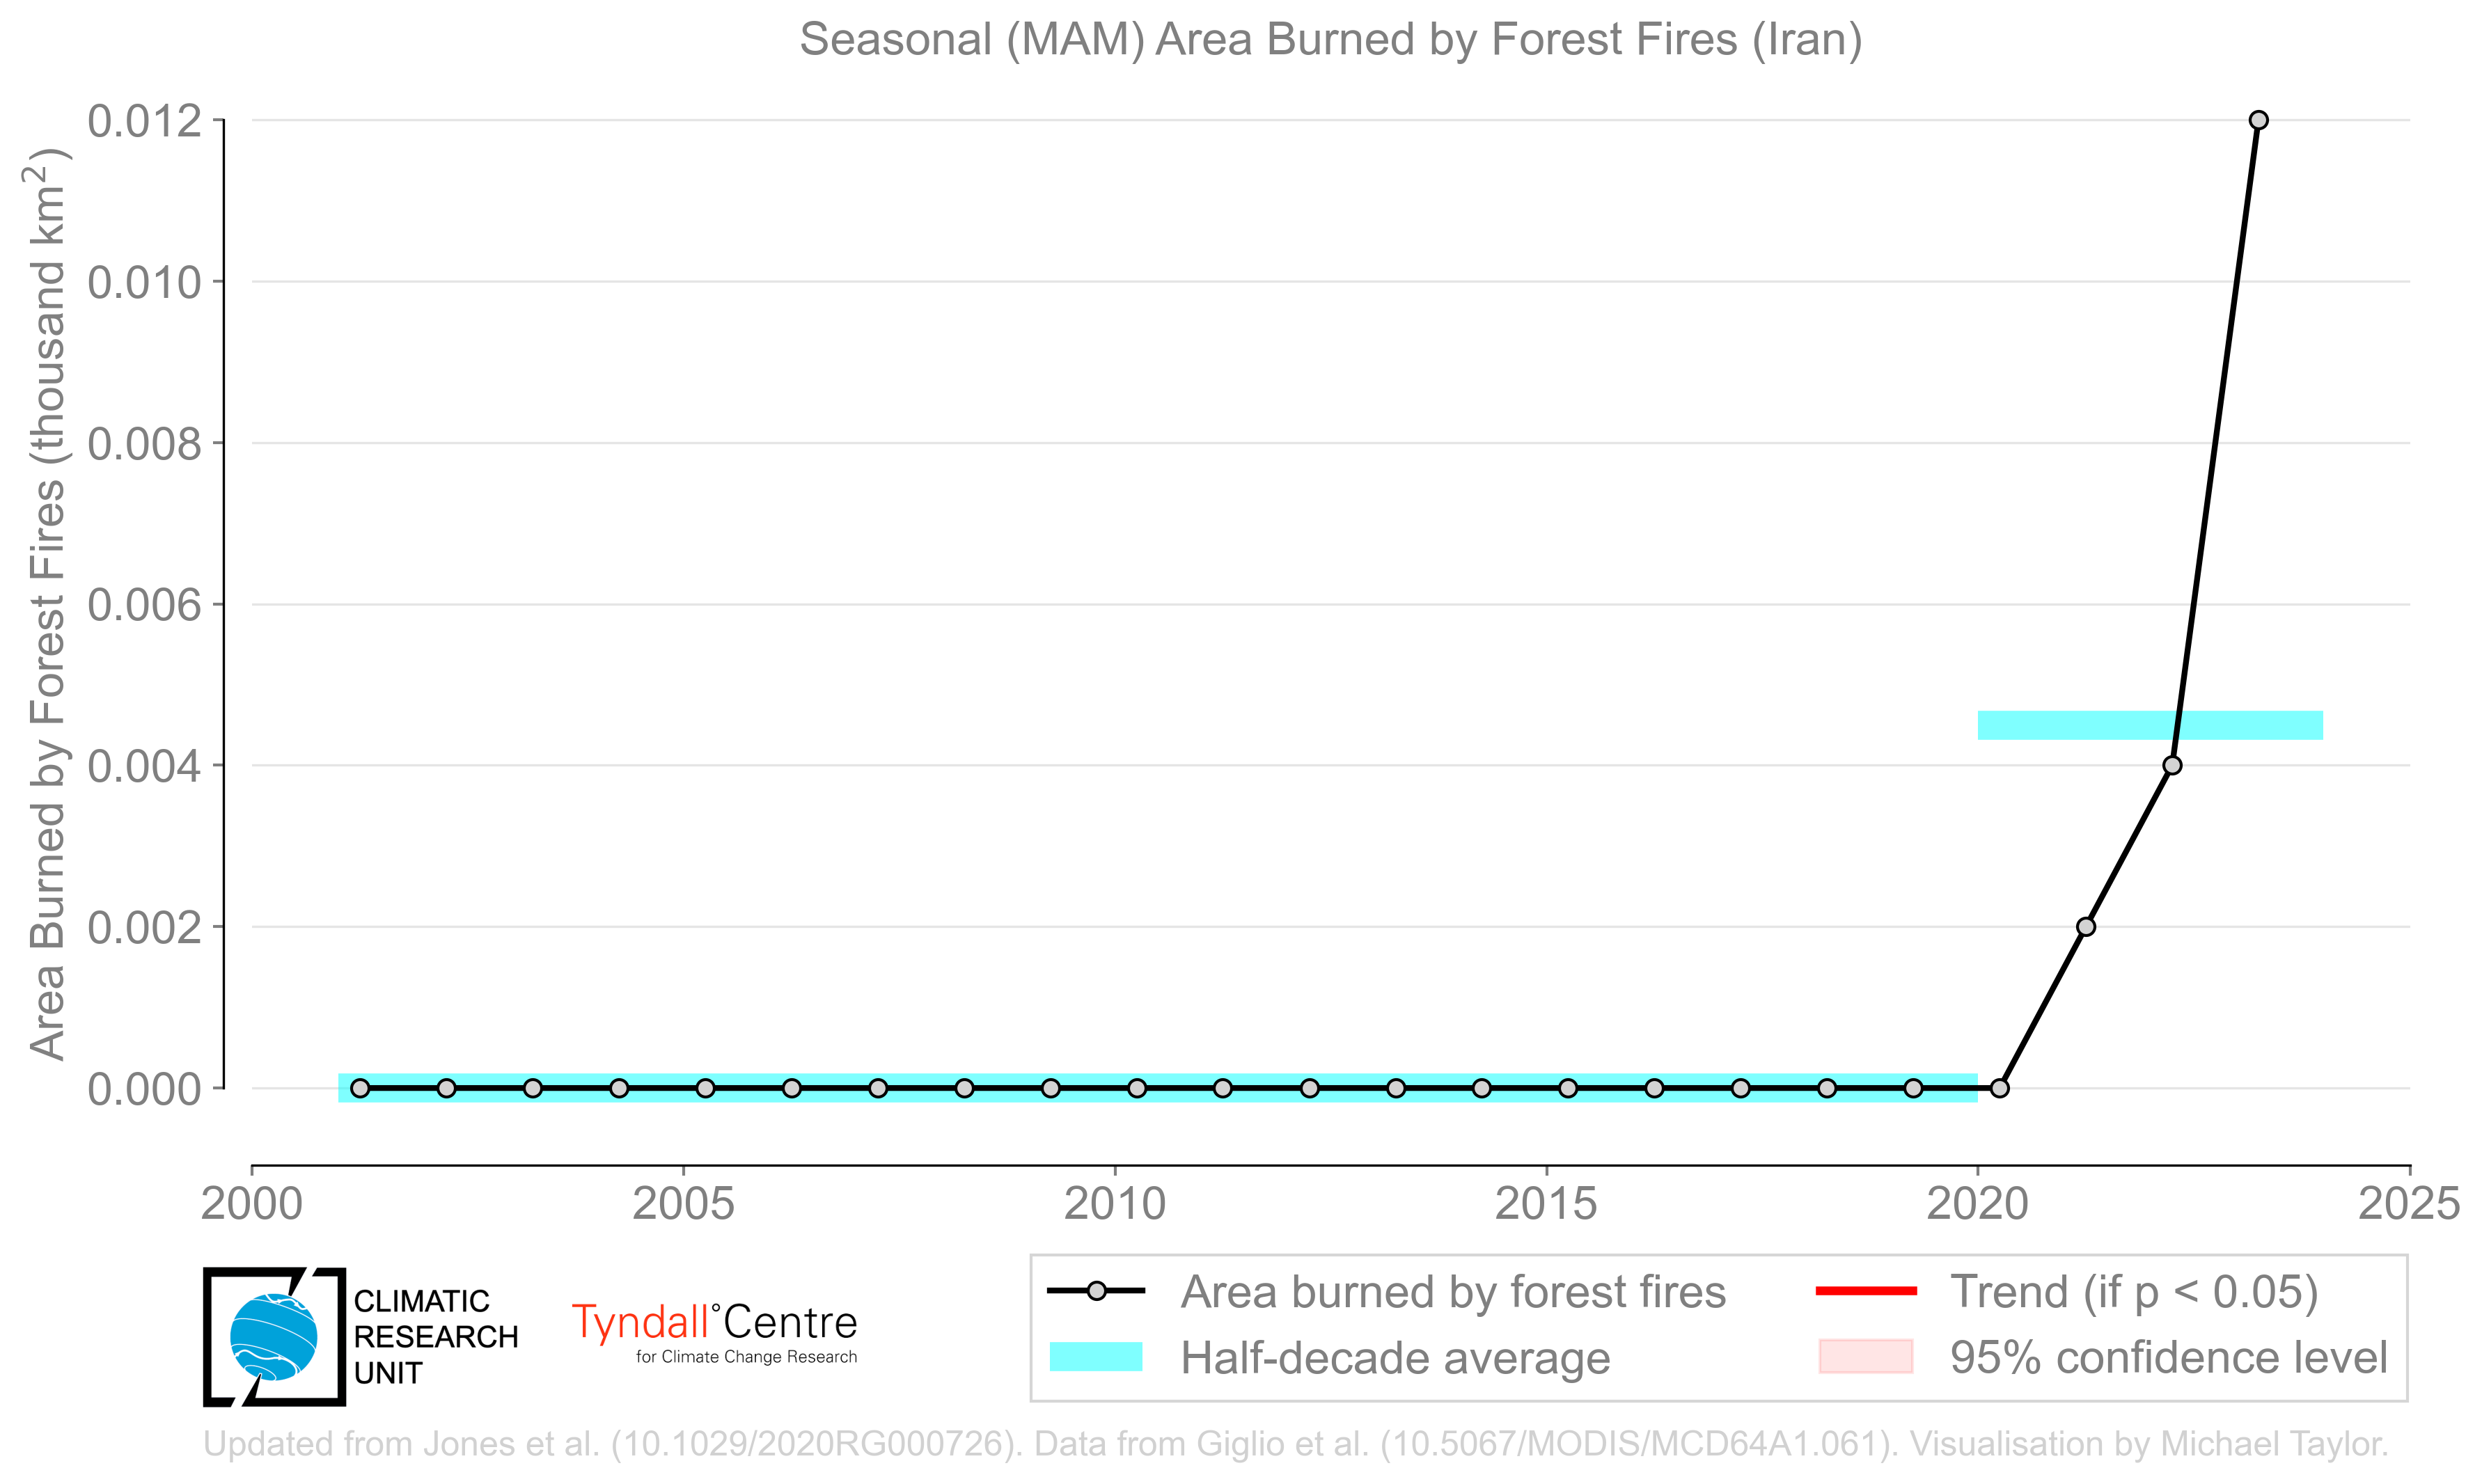 Seasonal (MAM) Area Burned by Forest Fires (Iran)
Area Burned by Forest Fires (thousand km²)
0.012
0.010
0.008
0.006
0.004
0.002
0.000
2000 2005 2010 2015 2020 2025
CLIMATIC
RESEARCH
UNIT
Tyndall°Centre
for Climate Change Research
Area burned by forest fires
Half-decade average
Trend (if p < 0.05)
95% confidence level
Updated from Jones et al. (10.1029/2020RG000726). Data from Giglio et al. (10.5067/MODIS/MCD64A1.061). Visualisation by Michael Taylor.